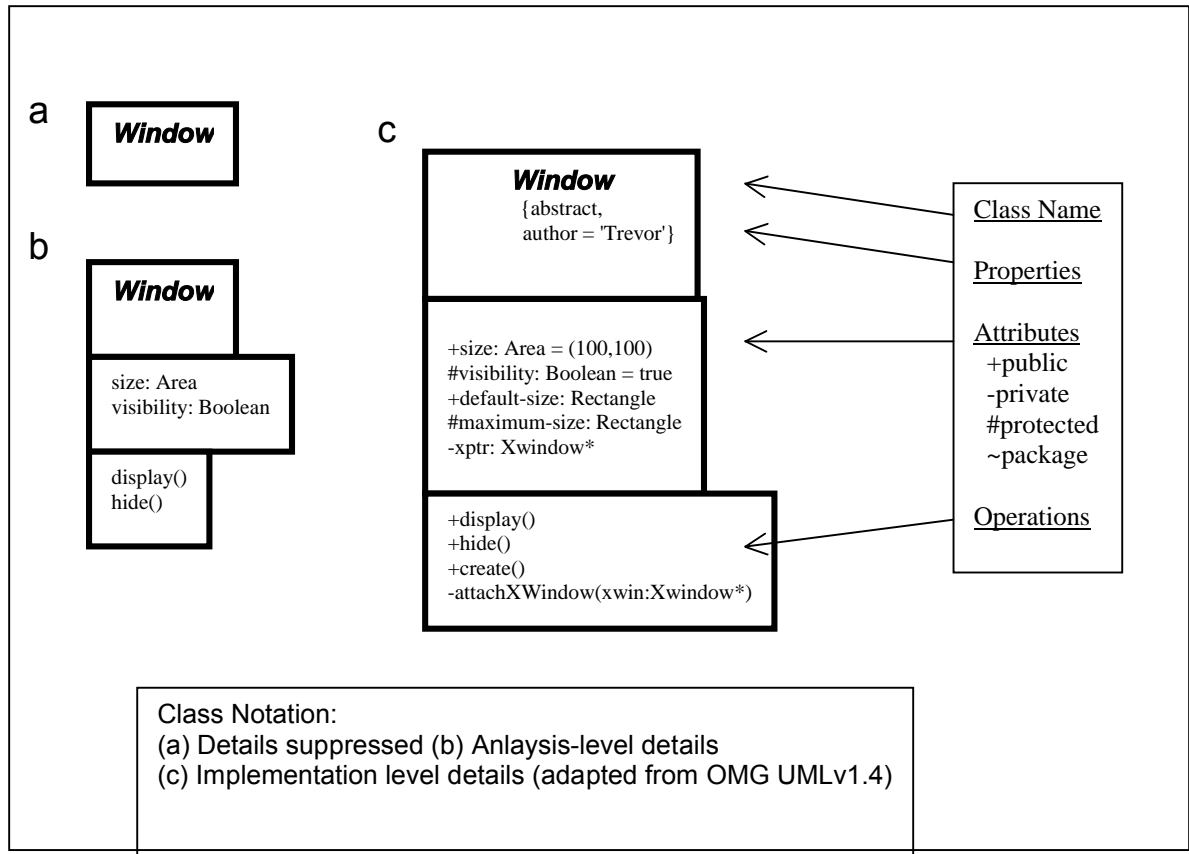 a
Window
b
Window
size: Area
visibility: Boolean
display()
hide()
c
Window
{abstract,
author = 'Trevor'}
+size: Area = (100,100)
#visibility: Boolean = true
+default-size: Rectangle
#maximum-size: Rectangle
-xptr: Xwindow*
+display()
+hide()
+create()
-attachXWindow(xwin:Xwindow*)
Class Name
Properties
Attributes
+public
-private
#protected
~package
Operations
Class Notation:
(a) Details suppressed (b) Anlaysis-level details
(c) Implementation level details (adapted from OMG UMLv1.4)